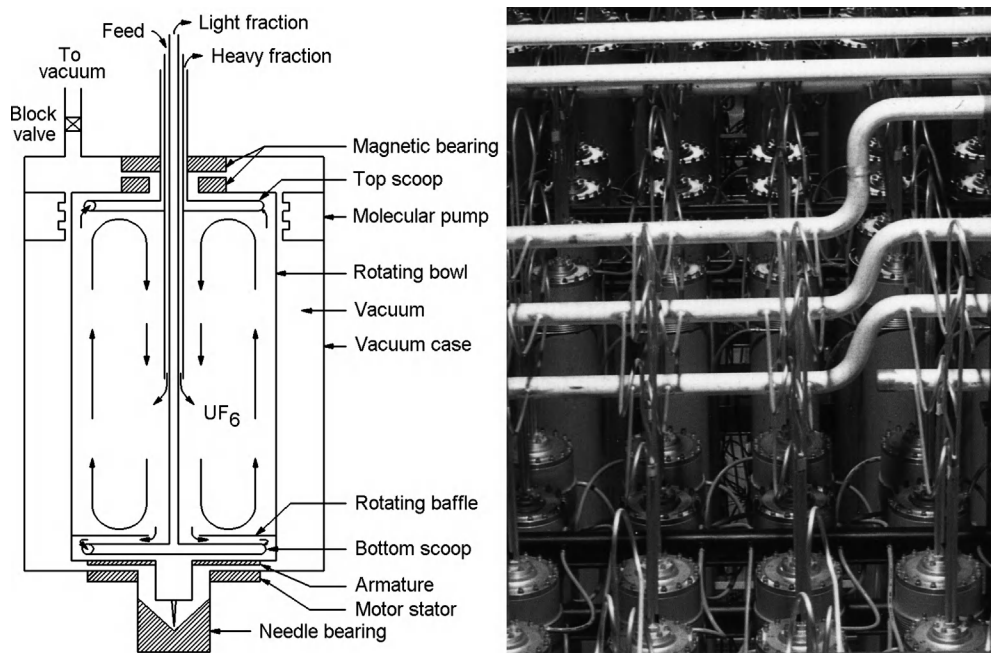 Light fraction
Feed
Heavy fraction
To
vacuum
Block
valve
Magnetic bearing
Top scoop
Molecular pump
Rotating bowl
Vacuum
Vacuum case
UF6
Rotating baffle
Bottom scoop
Armature
Motor stator
Needle bearing